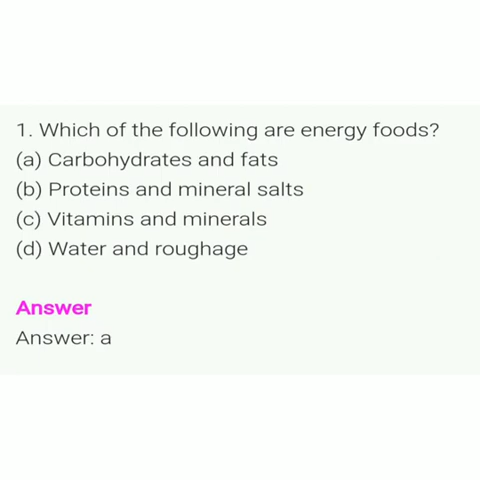 1. Which of the following are energy foods?
(a) Carbohydrates and fats
(b) Proteins and mineral salts
(c) Vitamins and minerals
(d) Water and roughage
Answer
Answer: a